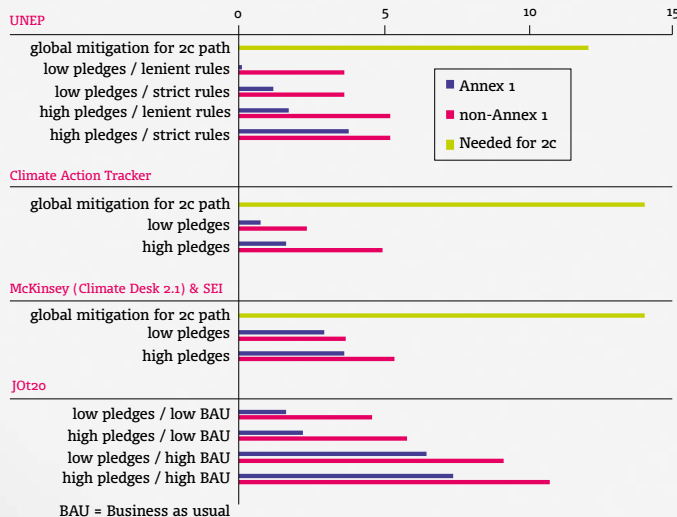 0 5 10 15
UNEP
global mitigation for 2c path
low pledges / lenient rules
low pledges / strict rules
high pledges / lenient rules
high pledges / strict rules
Annex 1
non-Annex 1
Needed for 2c
Climate Action Tracker
global mitigation for 2c path
low pledges
high pledges
McKinsey (Climate Desk 2.1) & SEI
global mitigation for 2c path
low pledges
high pledges
JOt20
low pledges / low BAU
high pledges / low BAU
low pledges / high BAU
high pledges / high BAU
BAU = Business as usual